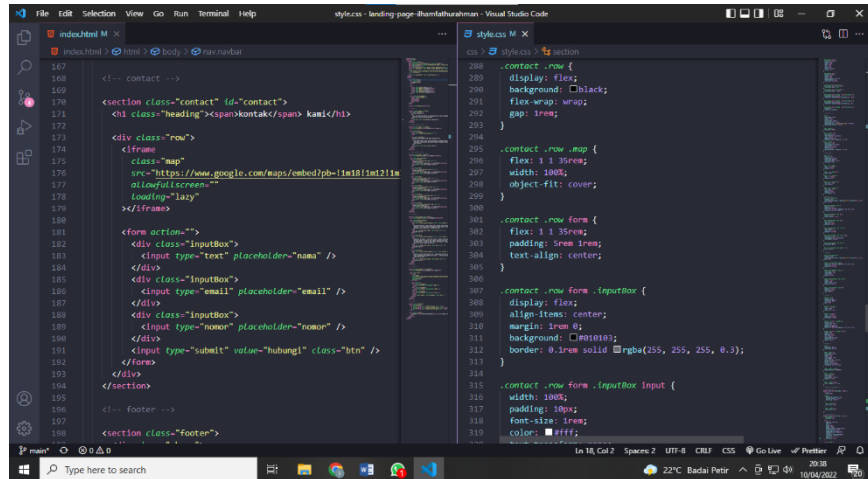 File Edit Selection View Go Run Terminal Help
style.css - landing-page-ilhamfathurahman - Visual Studio Code
index.html M
index.html > html > body > nav.navbar
167
168 <!-- contact -->
169
170 <section class="contact" id="contact">
171 <h1 class="heading"><span>kontak</span> kami</h1>
172
173 <div class="row">
174 <iframe
175 class="map"
176 src="https://www.google.com/maps/embed?pb=!1m18!1m12!1m
177 allowfullscreen=""
178 loading="lazy"
179 ></iframe>
180
181 <form action="">
182 <div class="inputBox">
183 <input type="text" placeholder="nama" />
184 </div>
185 <div class="inputBox">
186 <input type="email" placeholder="email" />
187 </div>
188 <div class="inputBox">
189 <input type="nomor" placeholder="nomor" />
190 </div>
191 <input type="submit" value="hubungi" class="btn" />
192 </form>
193 </div>
194 </section>
195
196 <!-- footer -->
197
198 <section class="footer">
style.css M
css > style.css > section
288 .contact .row {
289 display: flex;
290 background: black;
291 flex-wrap: wrap;
292 gap: 1rem;
293 }
294
295 .contact .row .map {
296 flex: 1 1 35rem;
297 width: 100%;
298 object-fit: cover;
299 }
300
301 .contact .row form {
302 flex: 1 1 35rem;
303 padding: 5rem 1rem;
304 text-align: center;
305 }
306
307 .contact .row form .inputBox {
308 display: flex;
309 align-items: center;
310 margin: 1rem 0;
311 background: #010103;
312 border: 0.1rem solid rgba(255, 255, 255, 0.3);
313 }
314
315 .contact .row form .inputBox input {
316 width: 100%;
317 padding: 10px;
318 font-size: 1rem;
319 color: #fff;
main* 0 0 Ln 18, Col 2 Spaces: 2 UTF-8 CRLF CSS Go Live Prettier
Type here to search
22°C Badai Petir
20:38
10/04/2022
20